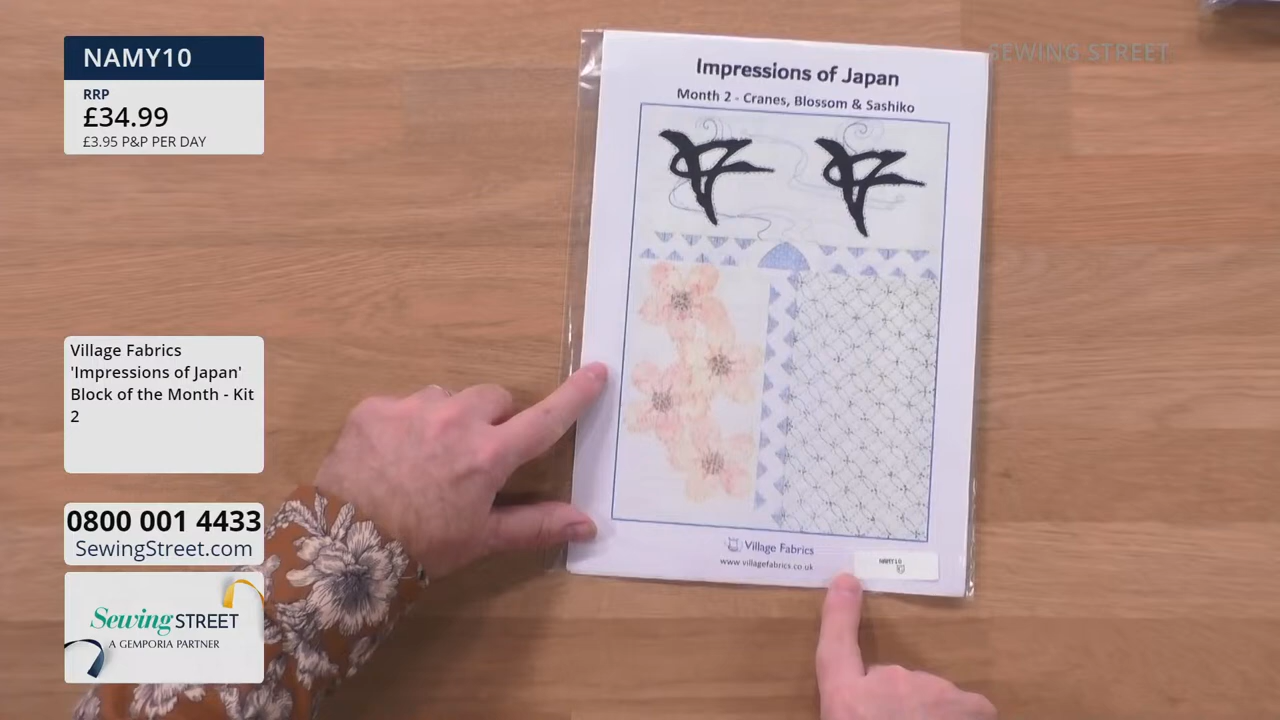 NAMY10
RRP
£34.99
£3.95 P&P PER DAY
Village Fabrics
'Impressions of Japan'
Block of the Month - Kit
2
0800 001 4433
SewingStreet.com
Sewing STREET
A GEMPORIA PARTNER
SEWING STREET
Impressions of Japan
Month 2 - Cranes, Blossom & Sashiko
Village Fabrics
www.villagefabrics.co.uk
NAMY10